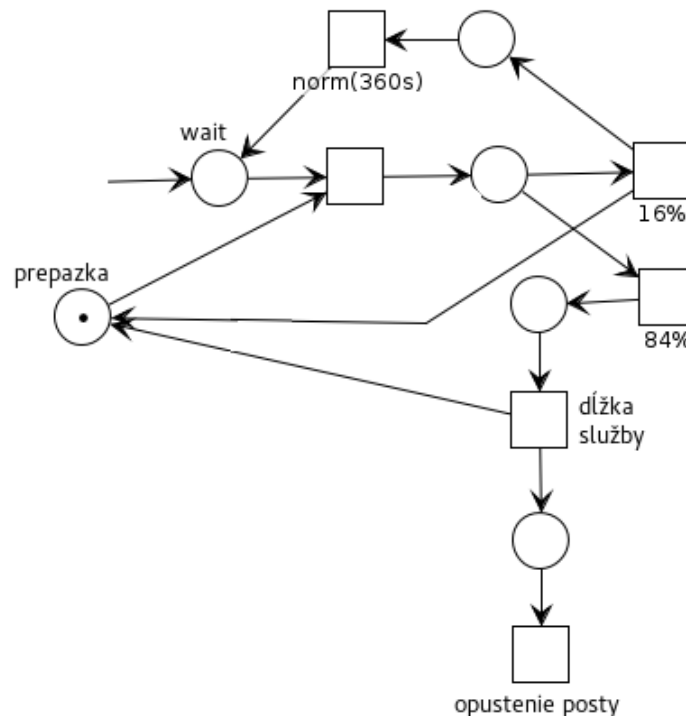 norm(360s)
wait
16%
prepazka
84%
dĺžka
služby
opustenie posty